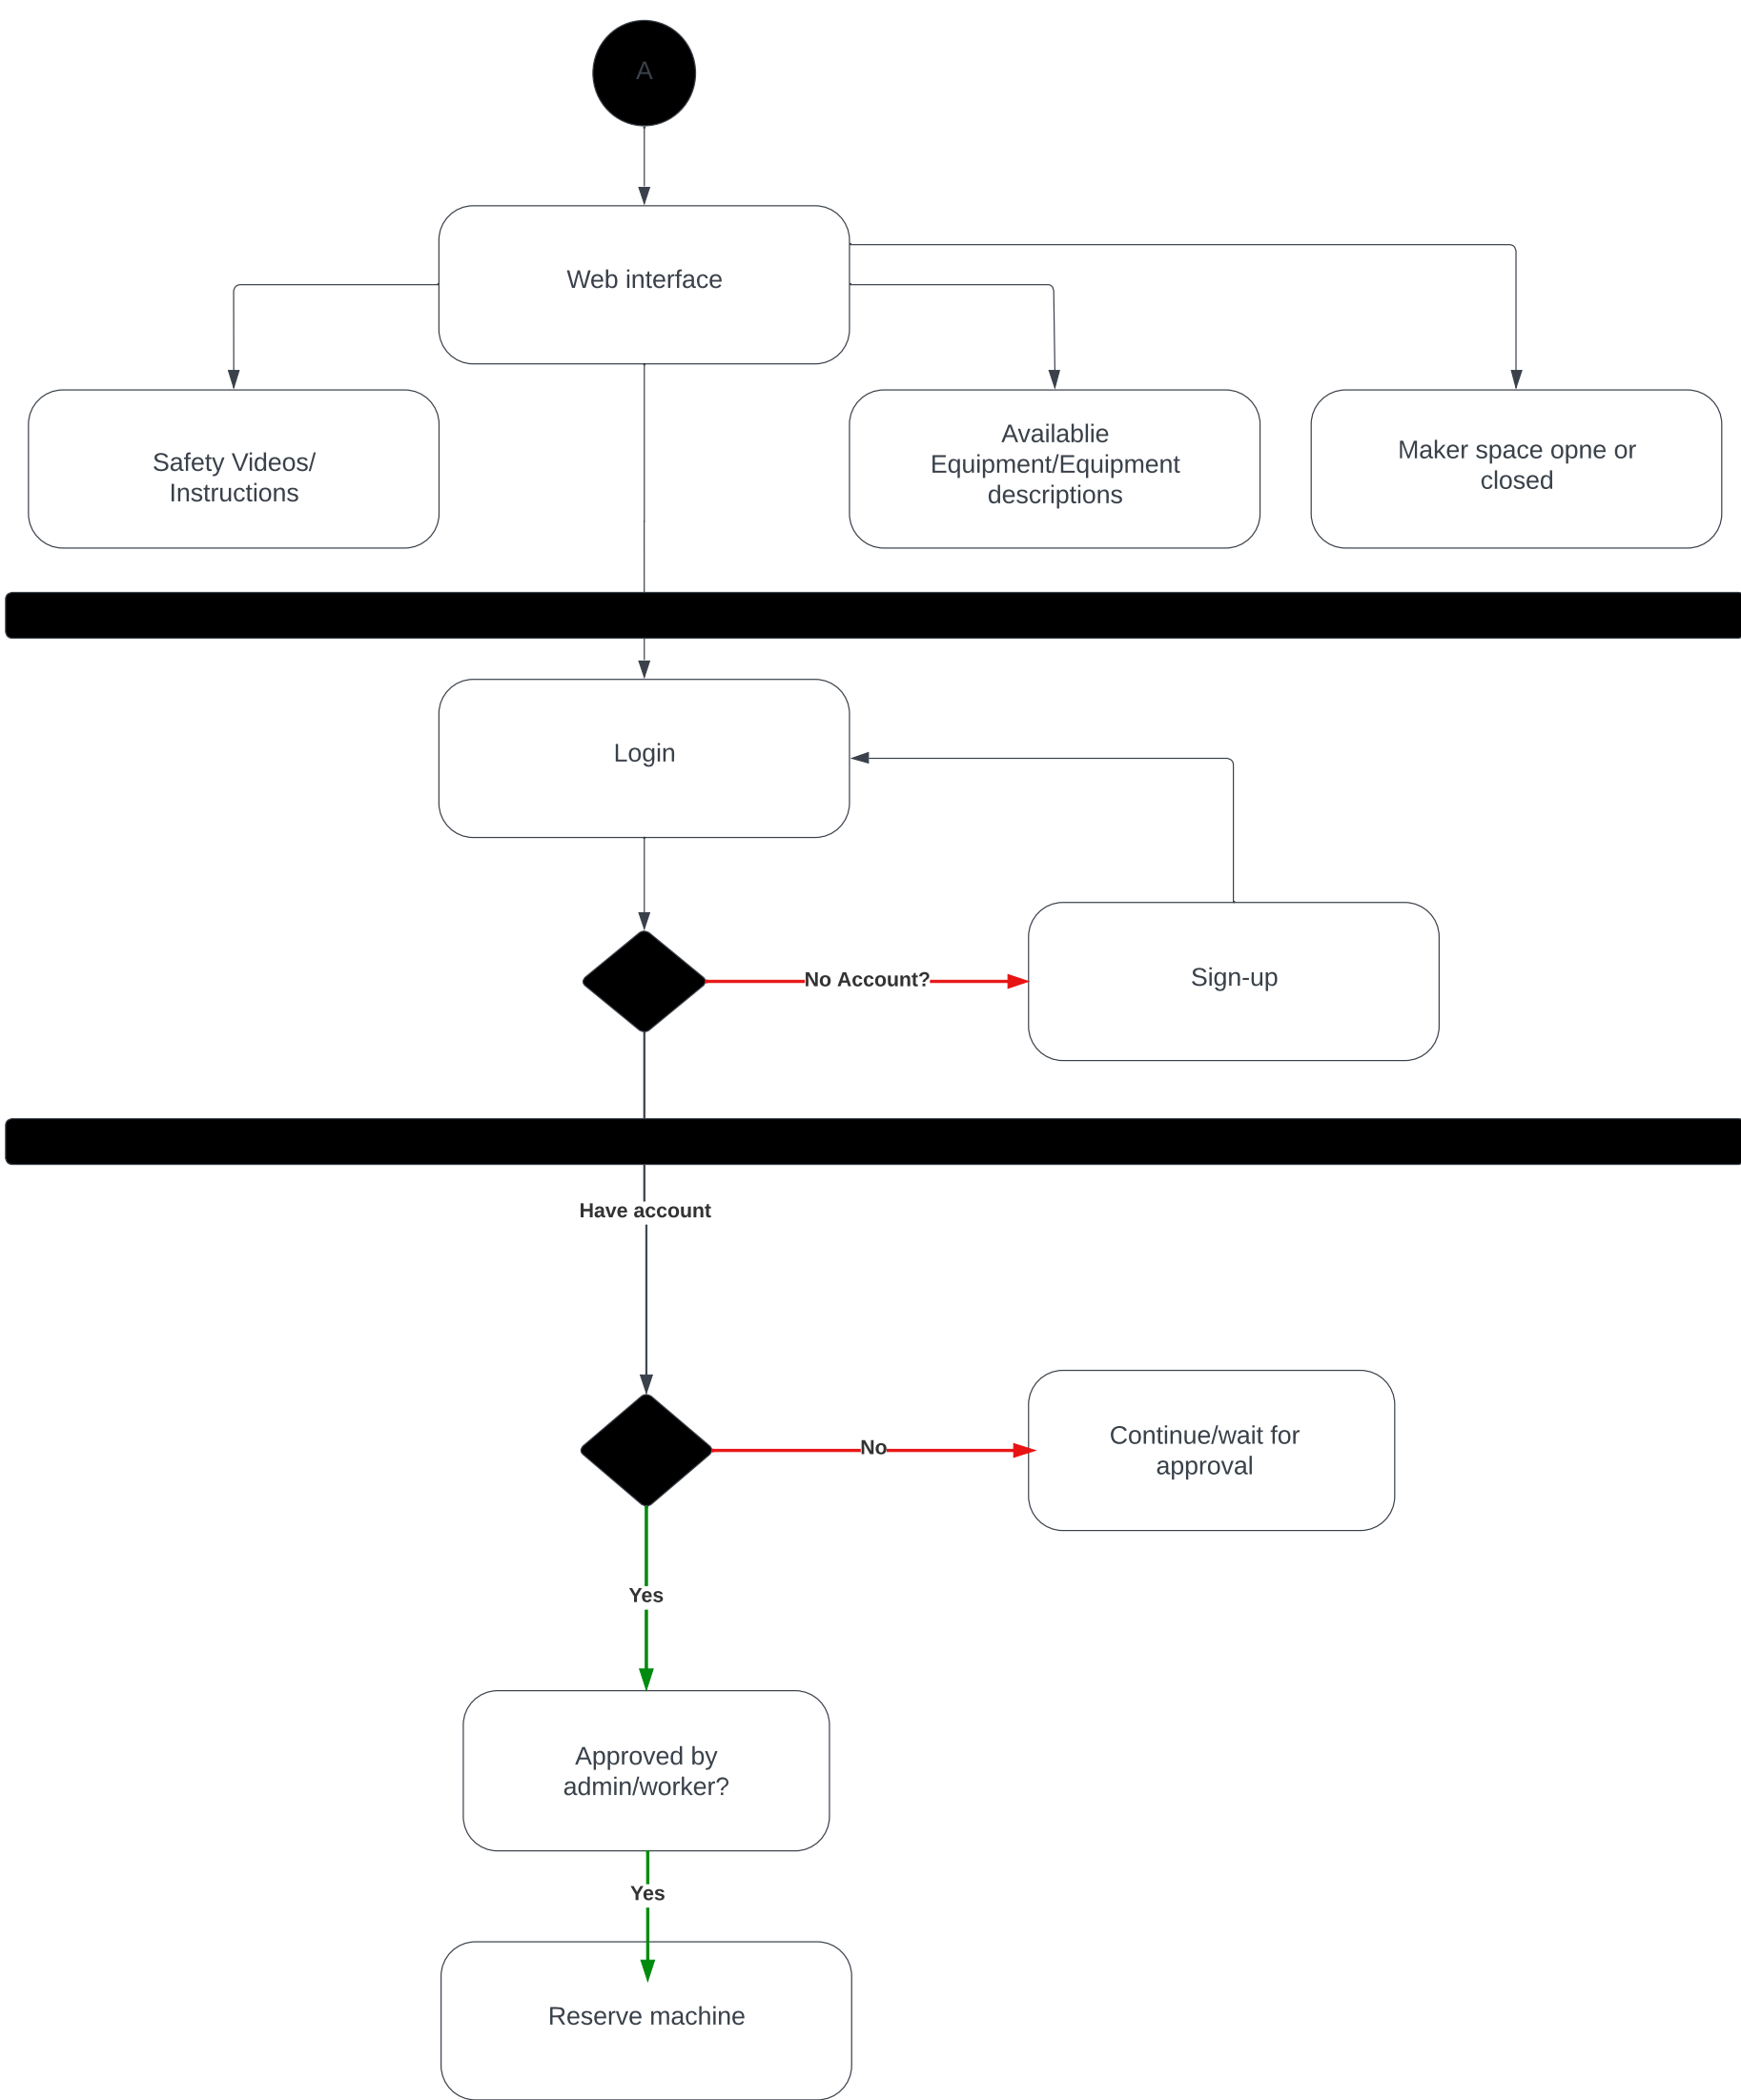 A
Web interface
Safety Videos/
Instructions
Availablie
Equipment/Equipment
descriptions
Maker space opne or
closed
Login
No Account?
Sign-up
Have account
No
Continue/wait for
approval
Yes
Approved by
admin/worker?
Yes
Reserve machine